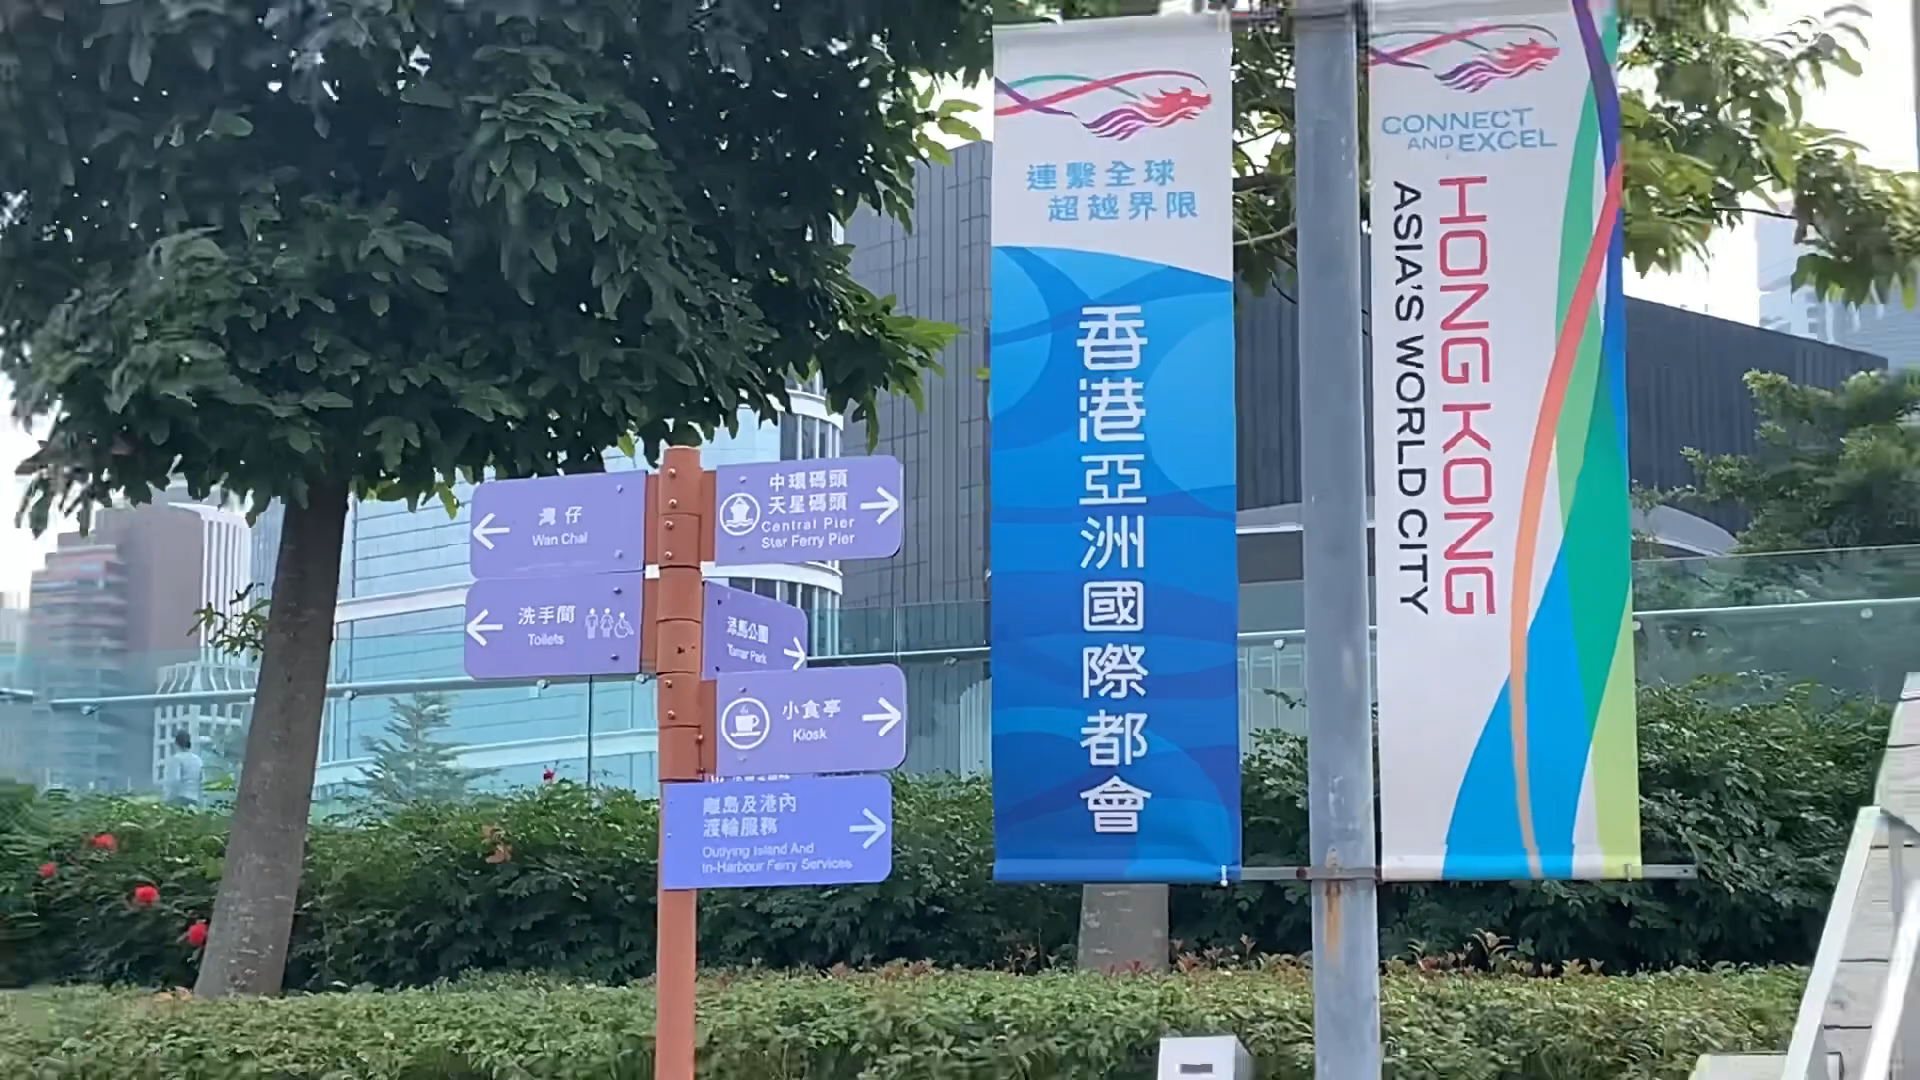 灣仔
Wan Chai
洗手間
Toilets
中環碼頭
天星碼頭
Central Pier
Star Ferry Pier
添馬公園
Tamar Park
小食亭
Kiosk
離島及港內
渡輪服務
Outlying Island And
In-Harbour Ferry Services
連繫全球
超越界限
香港亞洲國際都會
CONNECT
AND EXCEL
HONG KONG
ASIA'S WORLD CITY